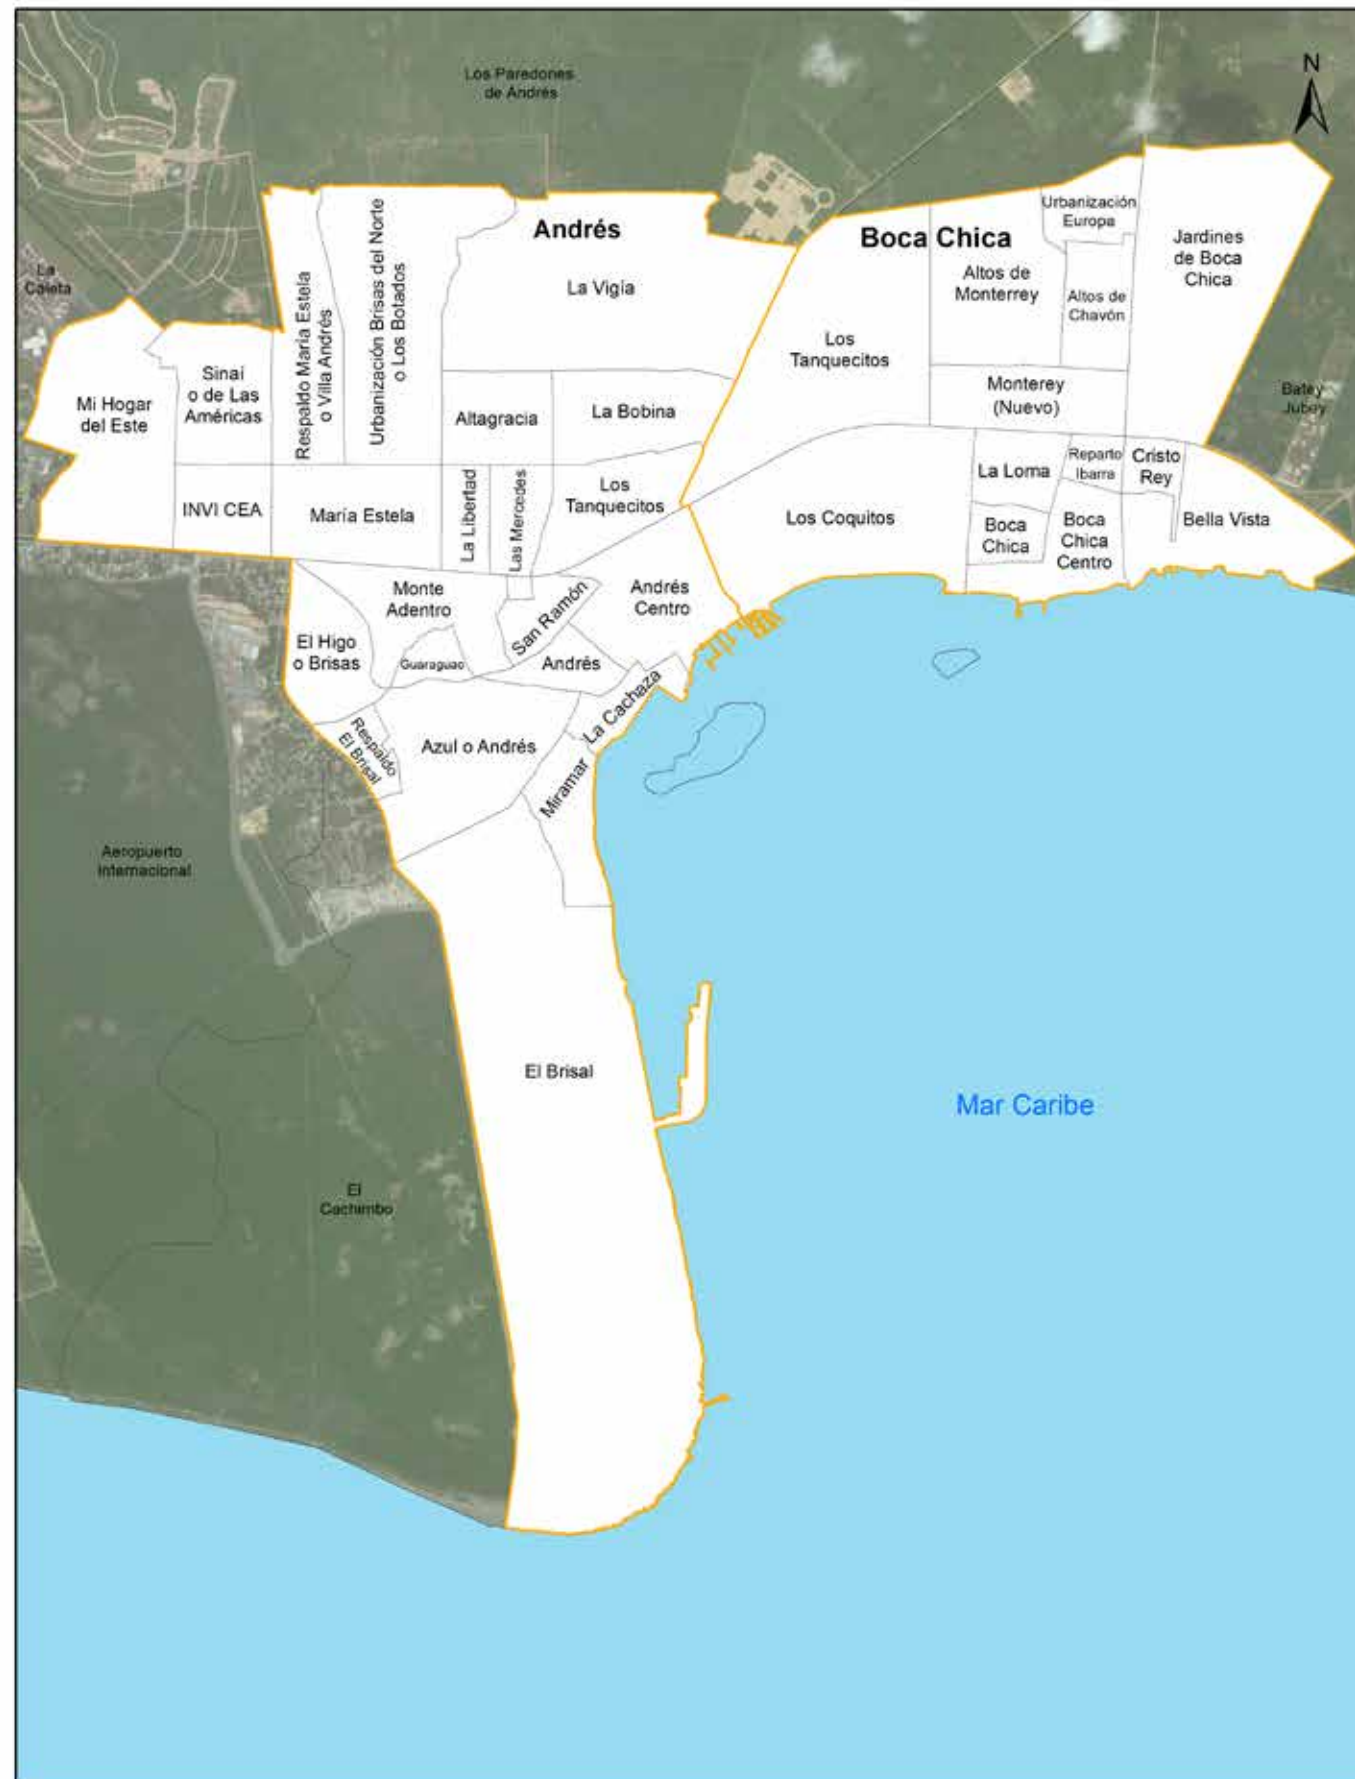 Los Paredones
de Andrés
N
Andrés
Boca Chica
Urbanización
Europa
Jardines
de Boca
Chica
La Vigía
Altos de
Monterrey
Altos de
Chavón
La
Caleta
Respaldo María Estela
o Villa Andrés
Urbanización Brisas del Norte
o Los Botados
Los
Tanquecitos
Sinaí
o de Las
Américas
Mi Hogar
del Este
Altagracia
La Bobina
Monterey
(Nuevo)
Batey
Jubey
La Loma
Reparto
Ibarra
Cristo
Rey
INVI CEA
María Estela
La Libertad
Las Mercedes
Los
Tanquecitos
Los Coquitos
Boca
Chica
Boca
Chica
Centro
Bella Vista
Monte
Adentro
San Ramón
Andrés
Centro
El Higo
o Brisas
Guaraguao
Andrés
La Cachaza
Respaldo
El Brisal
Azul o Andrés
Miramar
Aeropuerto
Internacional
El Brisal
Mar Caribe
El
Cachimbo